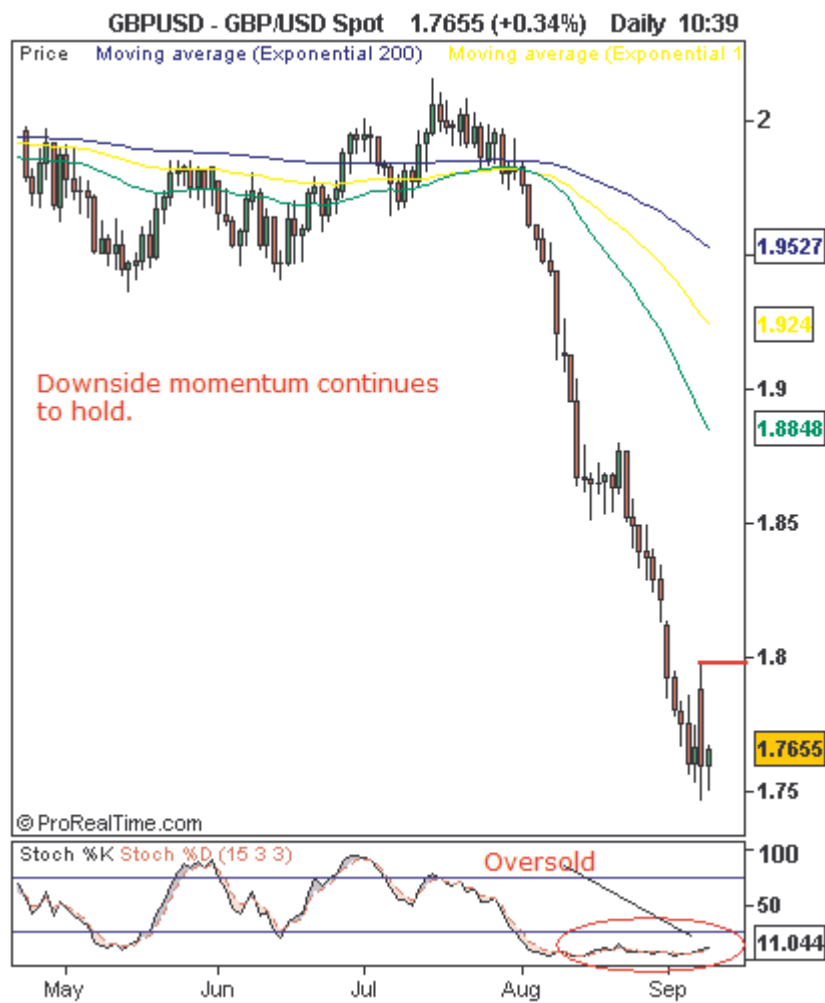 GBPUSD - GBP/USD Spot 1.7655 (+0.34%) Daily 10:39
Price Moving average (Exponential 200) Moving average (Exponential 1
2
1.9527
1.924
Downside momentum continues
to hold.
1.9
1.8848
1.85
1.8
1.7655
1.75
© ProRealTime.com
Stoch %K Stoch %D (15 3 3)
Oversold
100
50
11.044
May Jun Jul Aug Sep